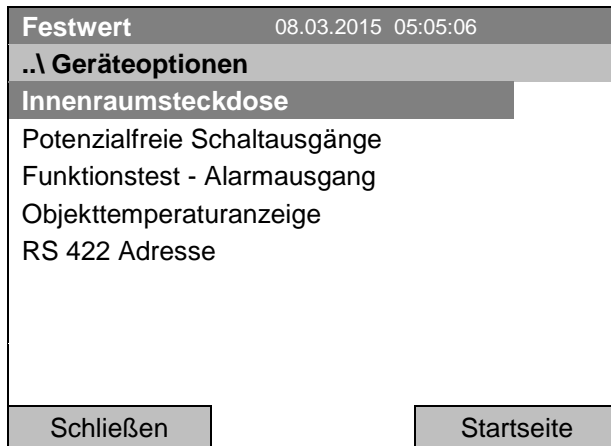 Festwert 08.03.2015 05:05:06
..\ Geräteoptionen
Innenraumsteckdose
Potenzialfreie Schaltausgänge
Funktionstest - Alarmausgang
Objekttemperaturanzeige
RS 422 Adresse
Schließen Startseite